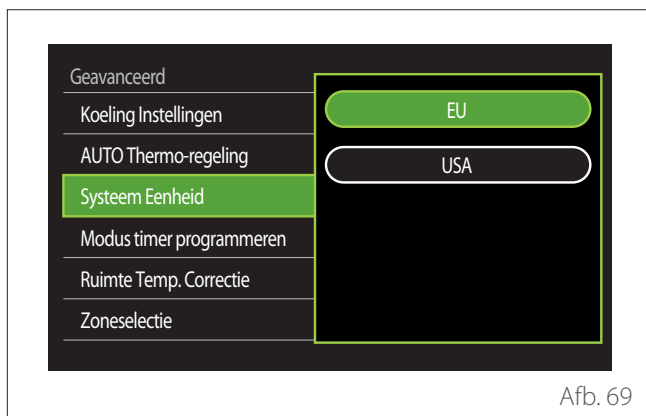 Geavanceerd
Koeling Instellingen
AUTO Thermo-regeling
Systeem Eenheid
Modus timer programmeren
Ruimte Temp. Correctie
Zoneselectie
EU
USA
Afb. 69